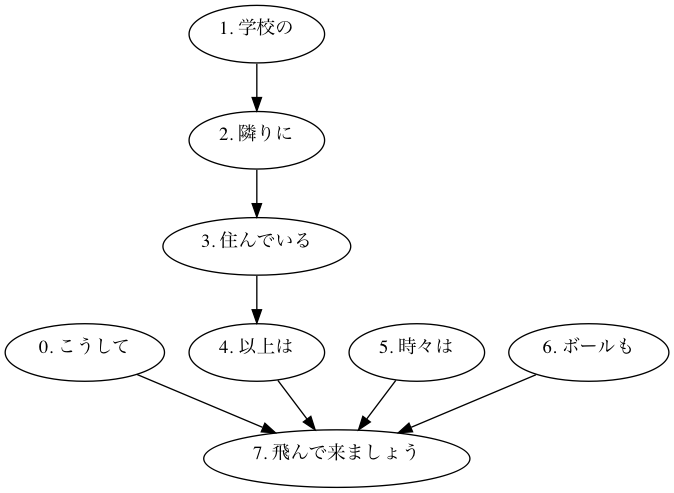 1. 学校の
2. 隣りに
3. 住んでいる
0. こうして
4. 以上は
5. 時々は
6. ボールも
7. 飛んで来ましょう